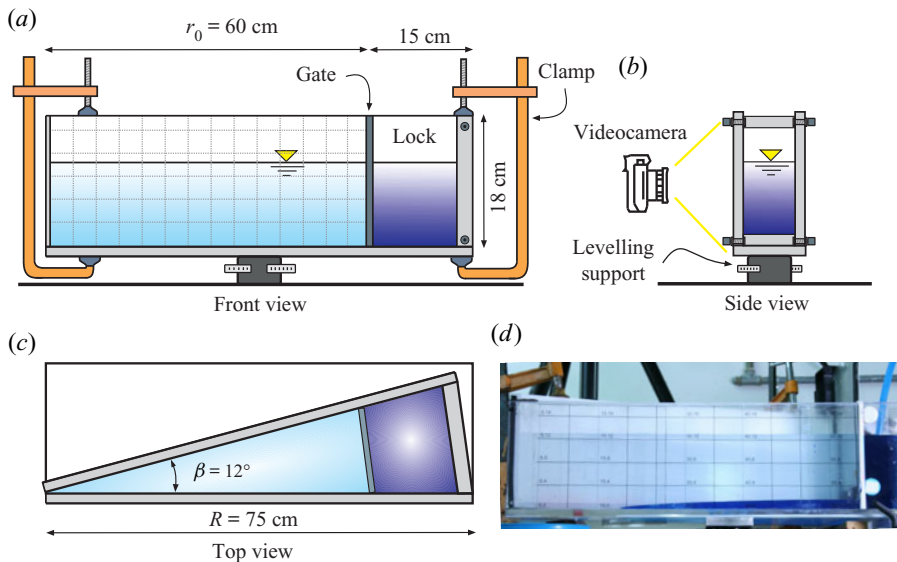 (a)
r0 = 60 cm
15 cm
Gate
Clamp
(b)
Lock
Videocamera
18 cm
Levelling
support
Front view
Side view
(c)
(d)
β = 12°
R = 75 cm
Top view